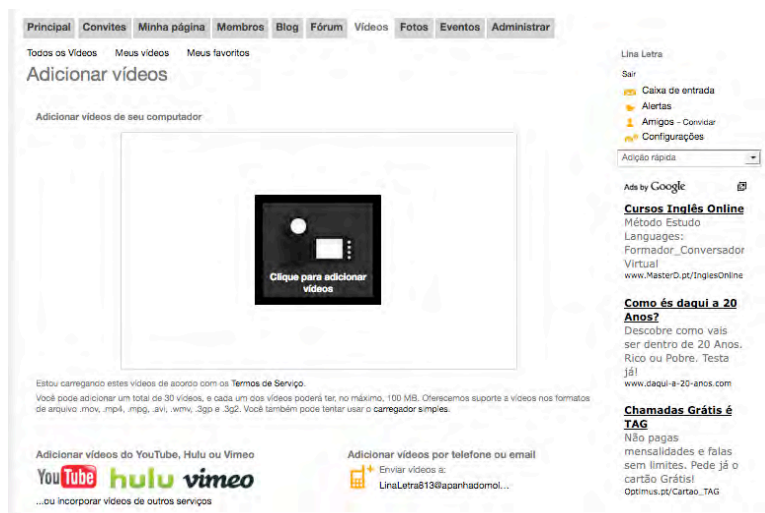 Principal Convites Minha página Membros Blog Fórum Vídeos Fotos Eventos Administrar
Todos os Vídeos Meus vídeos Meus favoritos
Adicionar vídeos
Adicionar vídeos de seu computador
Clique para adicionar
vídeos
Estou carregando estes vídeos de acordo com os Termos de Serviço.
Você pode adicionar um total de 30 vídeos, e cada um dos vídeos poderá ter, no máximo, 100 MB. Oferecemos suporte a vídeos nos formatos
de arquivo .mov, .mp4, .mpg, .avi, .wmv, .3gp e .3g2. Você também pode tentar usar o carregador simples.
Adicionar vídeos do YouTube, Hulu ou Vimeo
YouTube hulu vimeo
...ou incorporar vídeos de outros serviços
Adicionar vídeos por telefone ou email
Enviar vídeos a:
LinaLetra813@apanhadomol...
Lina Letra
Sair
Caixa de entrada
Alertas
Amigos - Convidar
Configurações
Adição rápida
Ads by Google
Cursos Inglês Online
Método Estudo
Languages:
Formador_Conversador
Virtual
www.MasterD.pt/InglesOnline
Como és daqui a 20
Anos?
Descobre como vais
ser dentro de 20 Anos.
Rico ou Pobre. Testa
já!
www.daqui-a-20-anos.com
Chamadas Grátis é
TAG
Não pagas
mensalidades e falas
sem limites. Pede já o
cartão Grátis!
Optimus.pt/Cartao_TAG